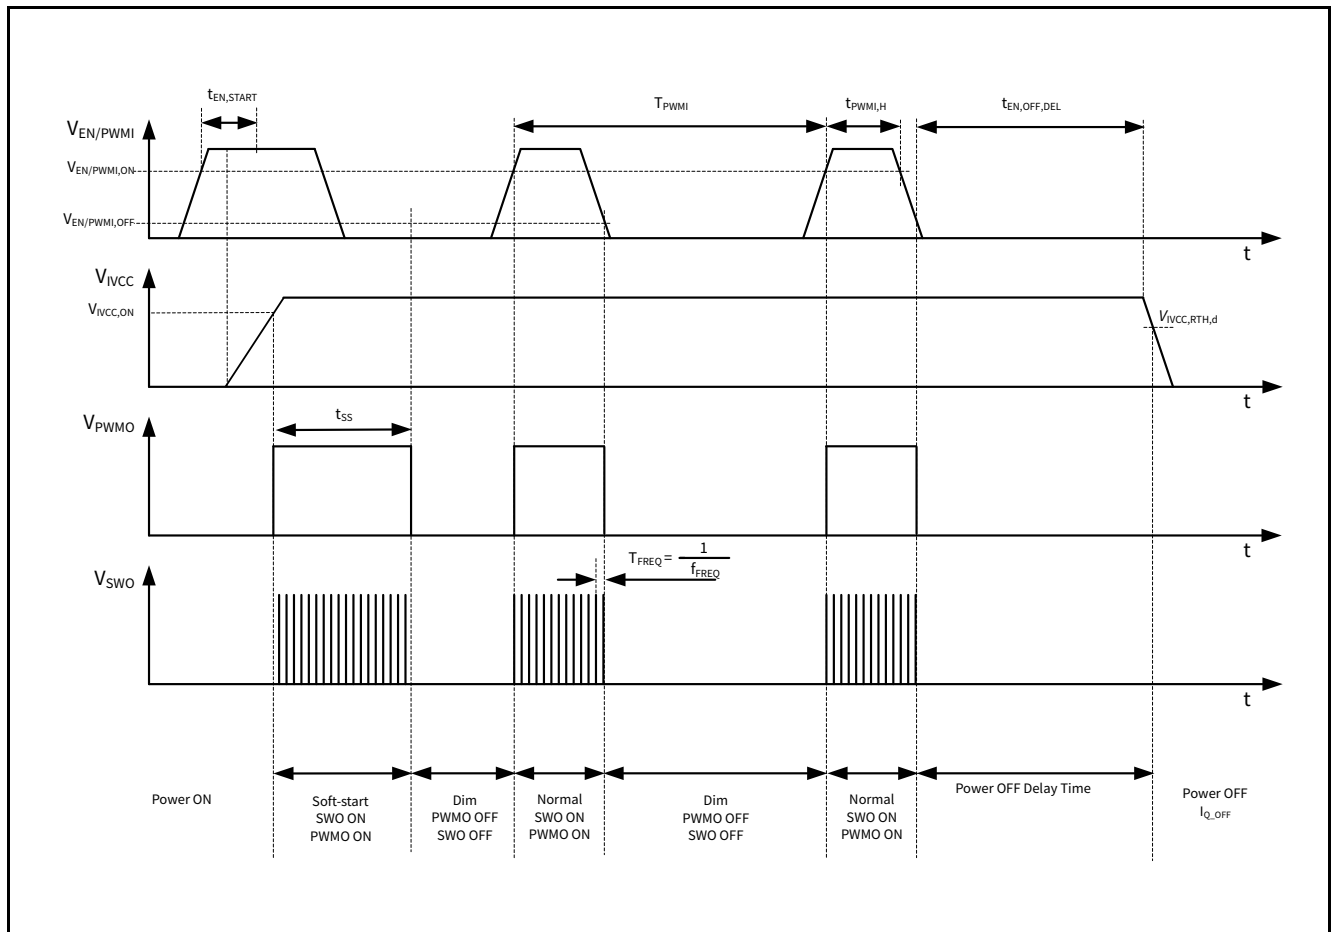 tEN,START
TPWMI
tPWMI,H
tEN,OFF,DEL
VEN/PWMI
VEN/PWMI,ON
VEN/PWMI,OFF
t
VIVCC
VIVCC,ON
VIVCC,RTH,d
t
VPWMO
tSS
t
TFREQ = 1
fFREQ
VSWO
t
Power ON
Soft-start
SWO ON
PWMO ON
Dim
PWMO OFF
SWO OFF
Normal
SWO ON
PWMO ON
Dim
PWMO OFF
SWO OFF
Normal
SWO ON
PWMO ON
Power OFF Delay Time
Power OFF
IQ_OFF